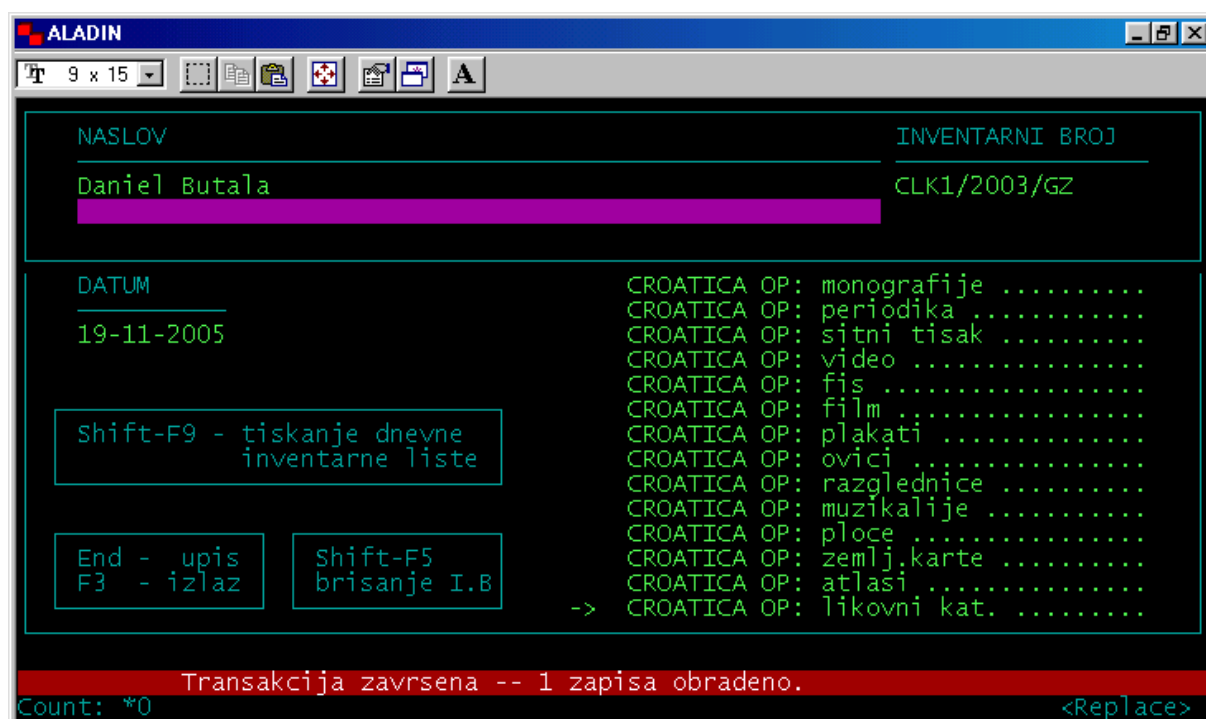 ALADIN
9 x 15
A
NASLOV INVENTARNI BROJ
Daniel Butala CLK1/2003/GZ
DATUM
19-11-2005
CROATICA OP: monografije ..........
CROATICA OP: periodika ............
CROATICA OP: sitni tisak ..........
CROATICA OP: video ................
CROATICA OP: fis ..................
CROATICA OP: film .................
CROATICA OP: plakati ..............
CROATICA OP: ovici ................
CROATICA OP: razglednice ..........
CROATICA OP: muzikalije ...........
CROATICA OP: ploce ................
CROATICA OP: zemlj.karte ..........
CROATICA OP: atlasi ...............
-> CROATICA OP: likovni kat. .........
Shift-F9 - tiskanje dnevne
inventarne liste
End - upis
F3 - izlaz
Shift-F5
brisanje I.B
Transakcija zavrsena -- 1 zapisa obradeno.
Count: *0 <Replace>